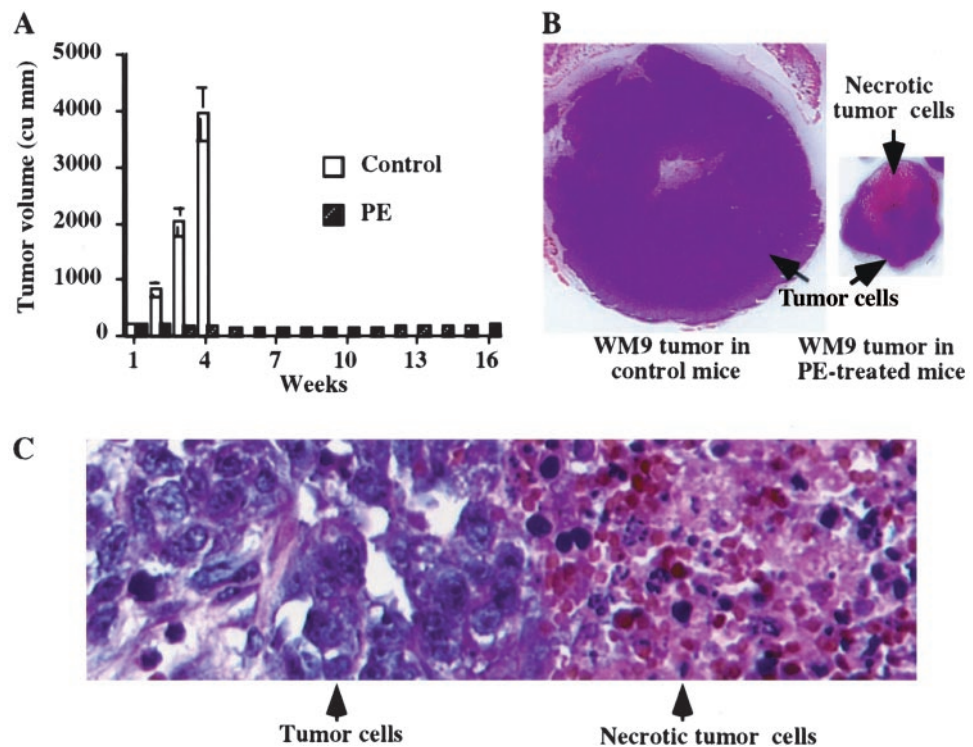 A
Tumor volume (cu mm)
5000
4000
3000
2000
1000
0
Control
PE
1
4
7
10
13
16
Weeks
B
Necrotic
tumor cells
Tumor cells
WM9 tumor in
control mice
WM9 tumor in
PE-treated mice
C
Tumor cells
Necrotic tumor cells